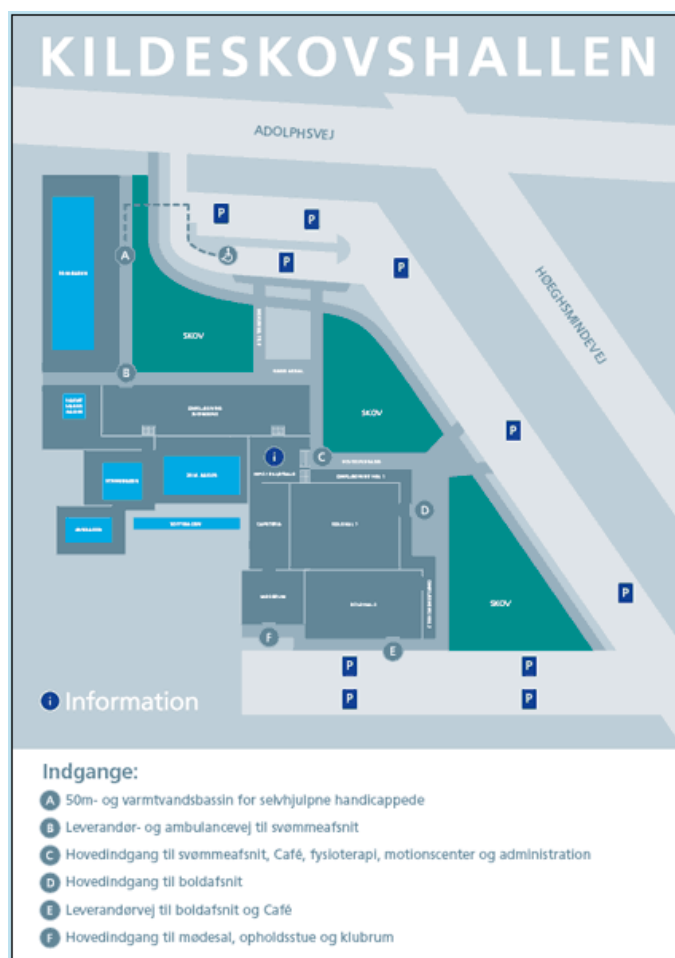 KILDESKOVSHALLEN
ADOLPHSVEJ
HØEGHSMINDEVEJ
P
P
P
P
A
SKOV
B
SKOV
P
i
C
D
SKOV
P
F
E
P
P
P
P
i Information
Indgange:
A 50m- og varmtvandsbassin for selvhjulpne handicappede
B Leverandør- og ambulancevej til svømmeafsnit
C Hovedindgang til svømmeafsnit, Café, fysioterapi, motionscenter og administration
D Hovedindgang til boldafsnit
E Leverandørvej til boldafsnit og Café
F Hovedindgang til mødesal, opholdsstue og klubrum